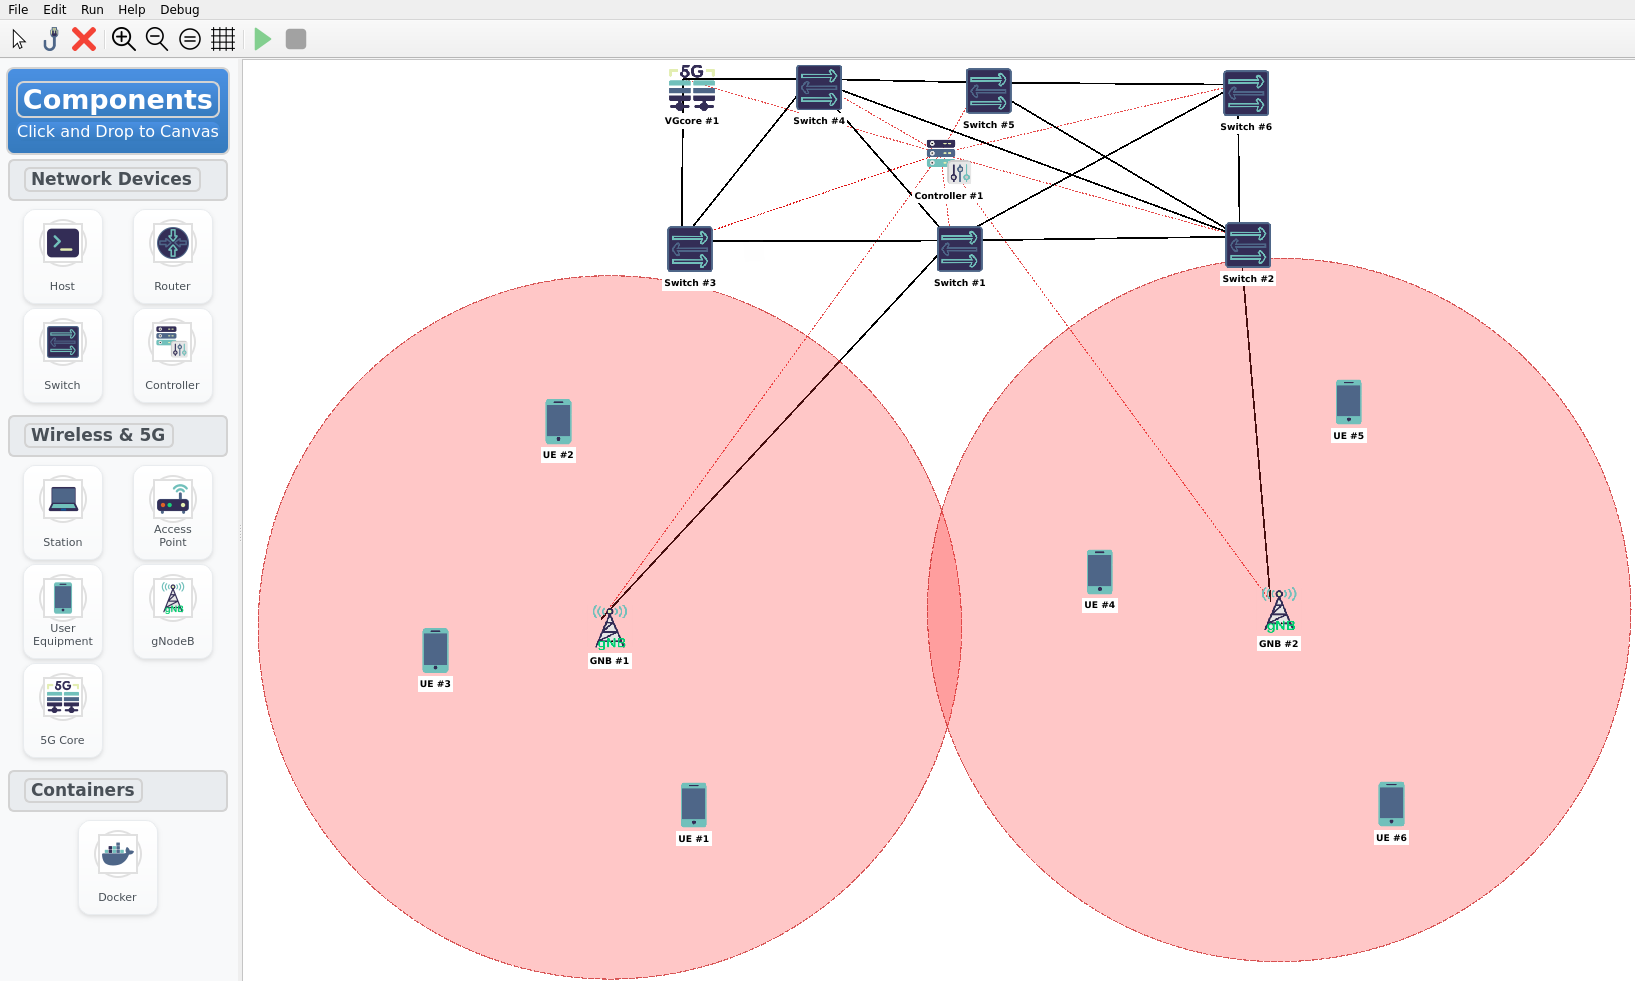 File Edit Run Help Debug
Components
Click and Drop to Canvas
Network Devices
Host
Router
Switch
Controller
Wireless & 5G
Station
Access
Point
User
Equipment
gNB
gNodeB
5G
5G Core
Containers
Docker
5G
VGcore #1
Switch #4
Switch #5
Switch #6
Controller #1
Switch #3
Switch #1
Switch #2
UE #2
UE #5
UE #4
gNB
GNB #1
gNB
GNB #2
UE #3
UE #1
UE #6